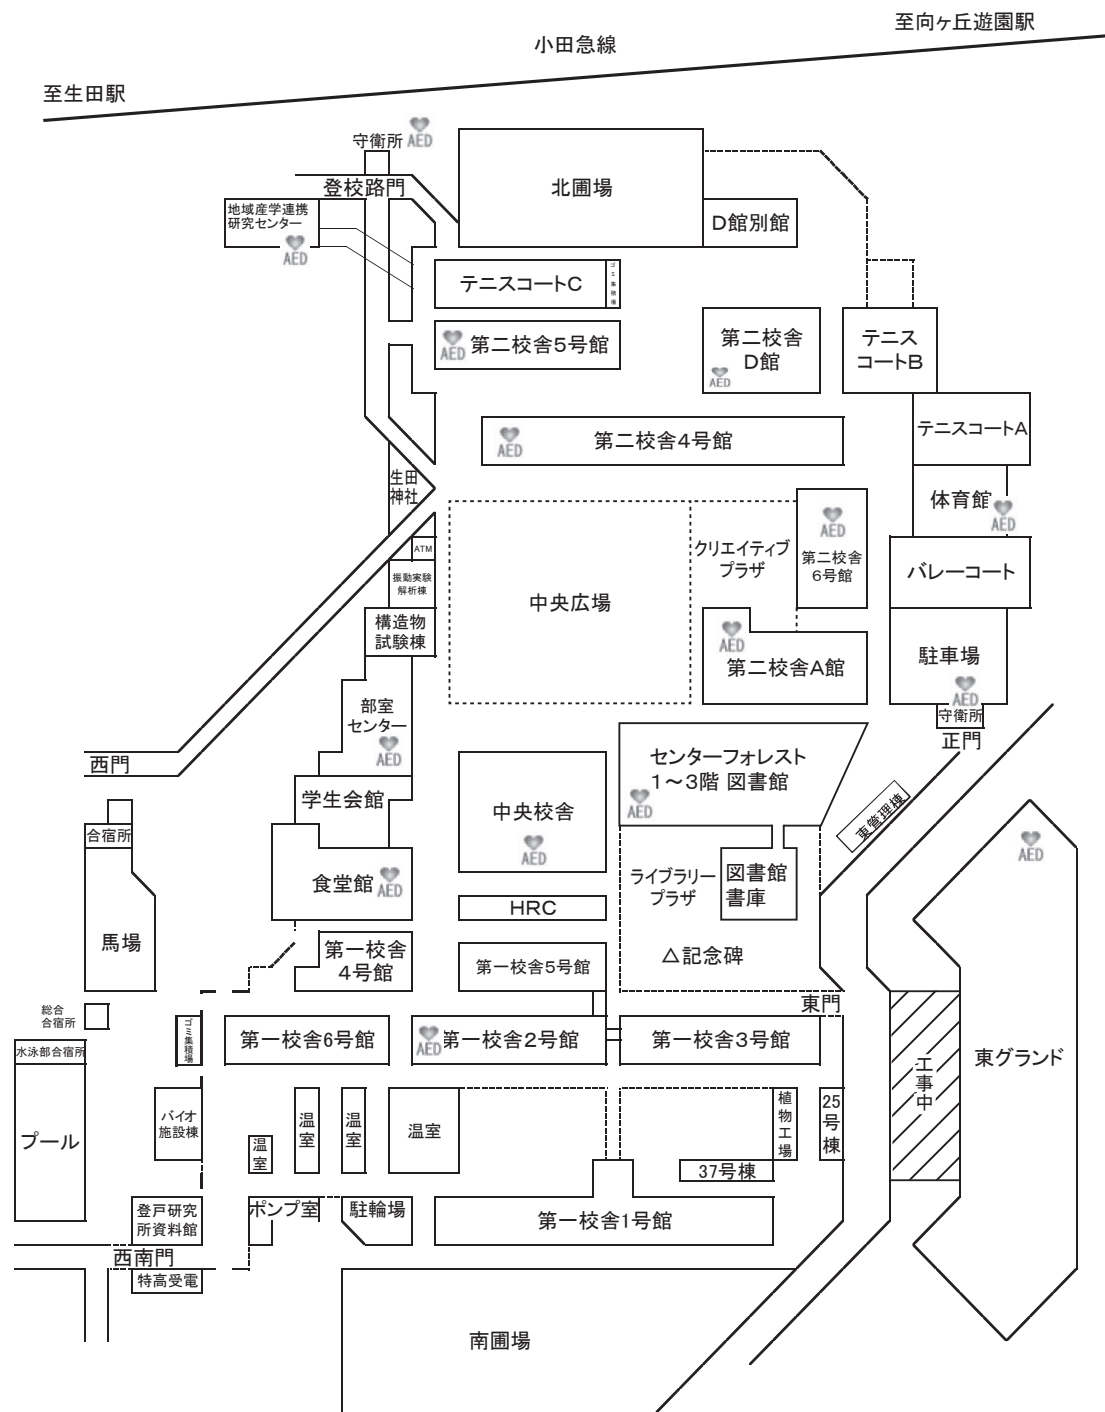 至向ヶ丘遊園駅
小田急線
至生田駅
守衛所
AED
登校路門
北圃場
地域産学連携
研究センター
AED
D館別館
テニスコートC
ゴミ集積場
AED
第二校舎5号館
第二校舎
D館
AED
テニス
コートB
テニスコートA
AED
第二校舎4号館
生田
神社
体育館
AED
ATM
振動実験
解析棟
クリエイティブ
プラザ
AED
第二校舎
6号館
バレーコート
中央広場
構造物
試験棟
AED
第二校舎A館
駐車場
AED
守衛所
正門
部室
センター
AED
西門
センターフォレスト
1～3階 図書館
AED
学生会館
中央校舎
AED
東管理棟
合宿所
AED
食堂館
AED
ライブラリー
プラザ
図書館
書庫
HRC
馬場
第一校舎
4号館
第一校舎5号館
△記念碑
総合
合宿所
東門
ゴミ集積場
第一校舎6号館
AED
第一校舎2号館
第一校舎3号館
水泳部合宿所
東グランド
工事中
プール
バイオ
施設棟
温室
温室
温室
温室
植物工場
25号棟
37号棟
登戸研究
所資料館
ポンプ室
駐輪場
第一校舎1号館
西南門
特高受電
南圃場